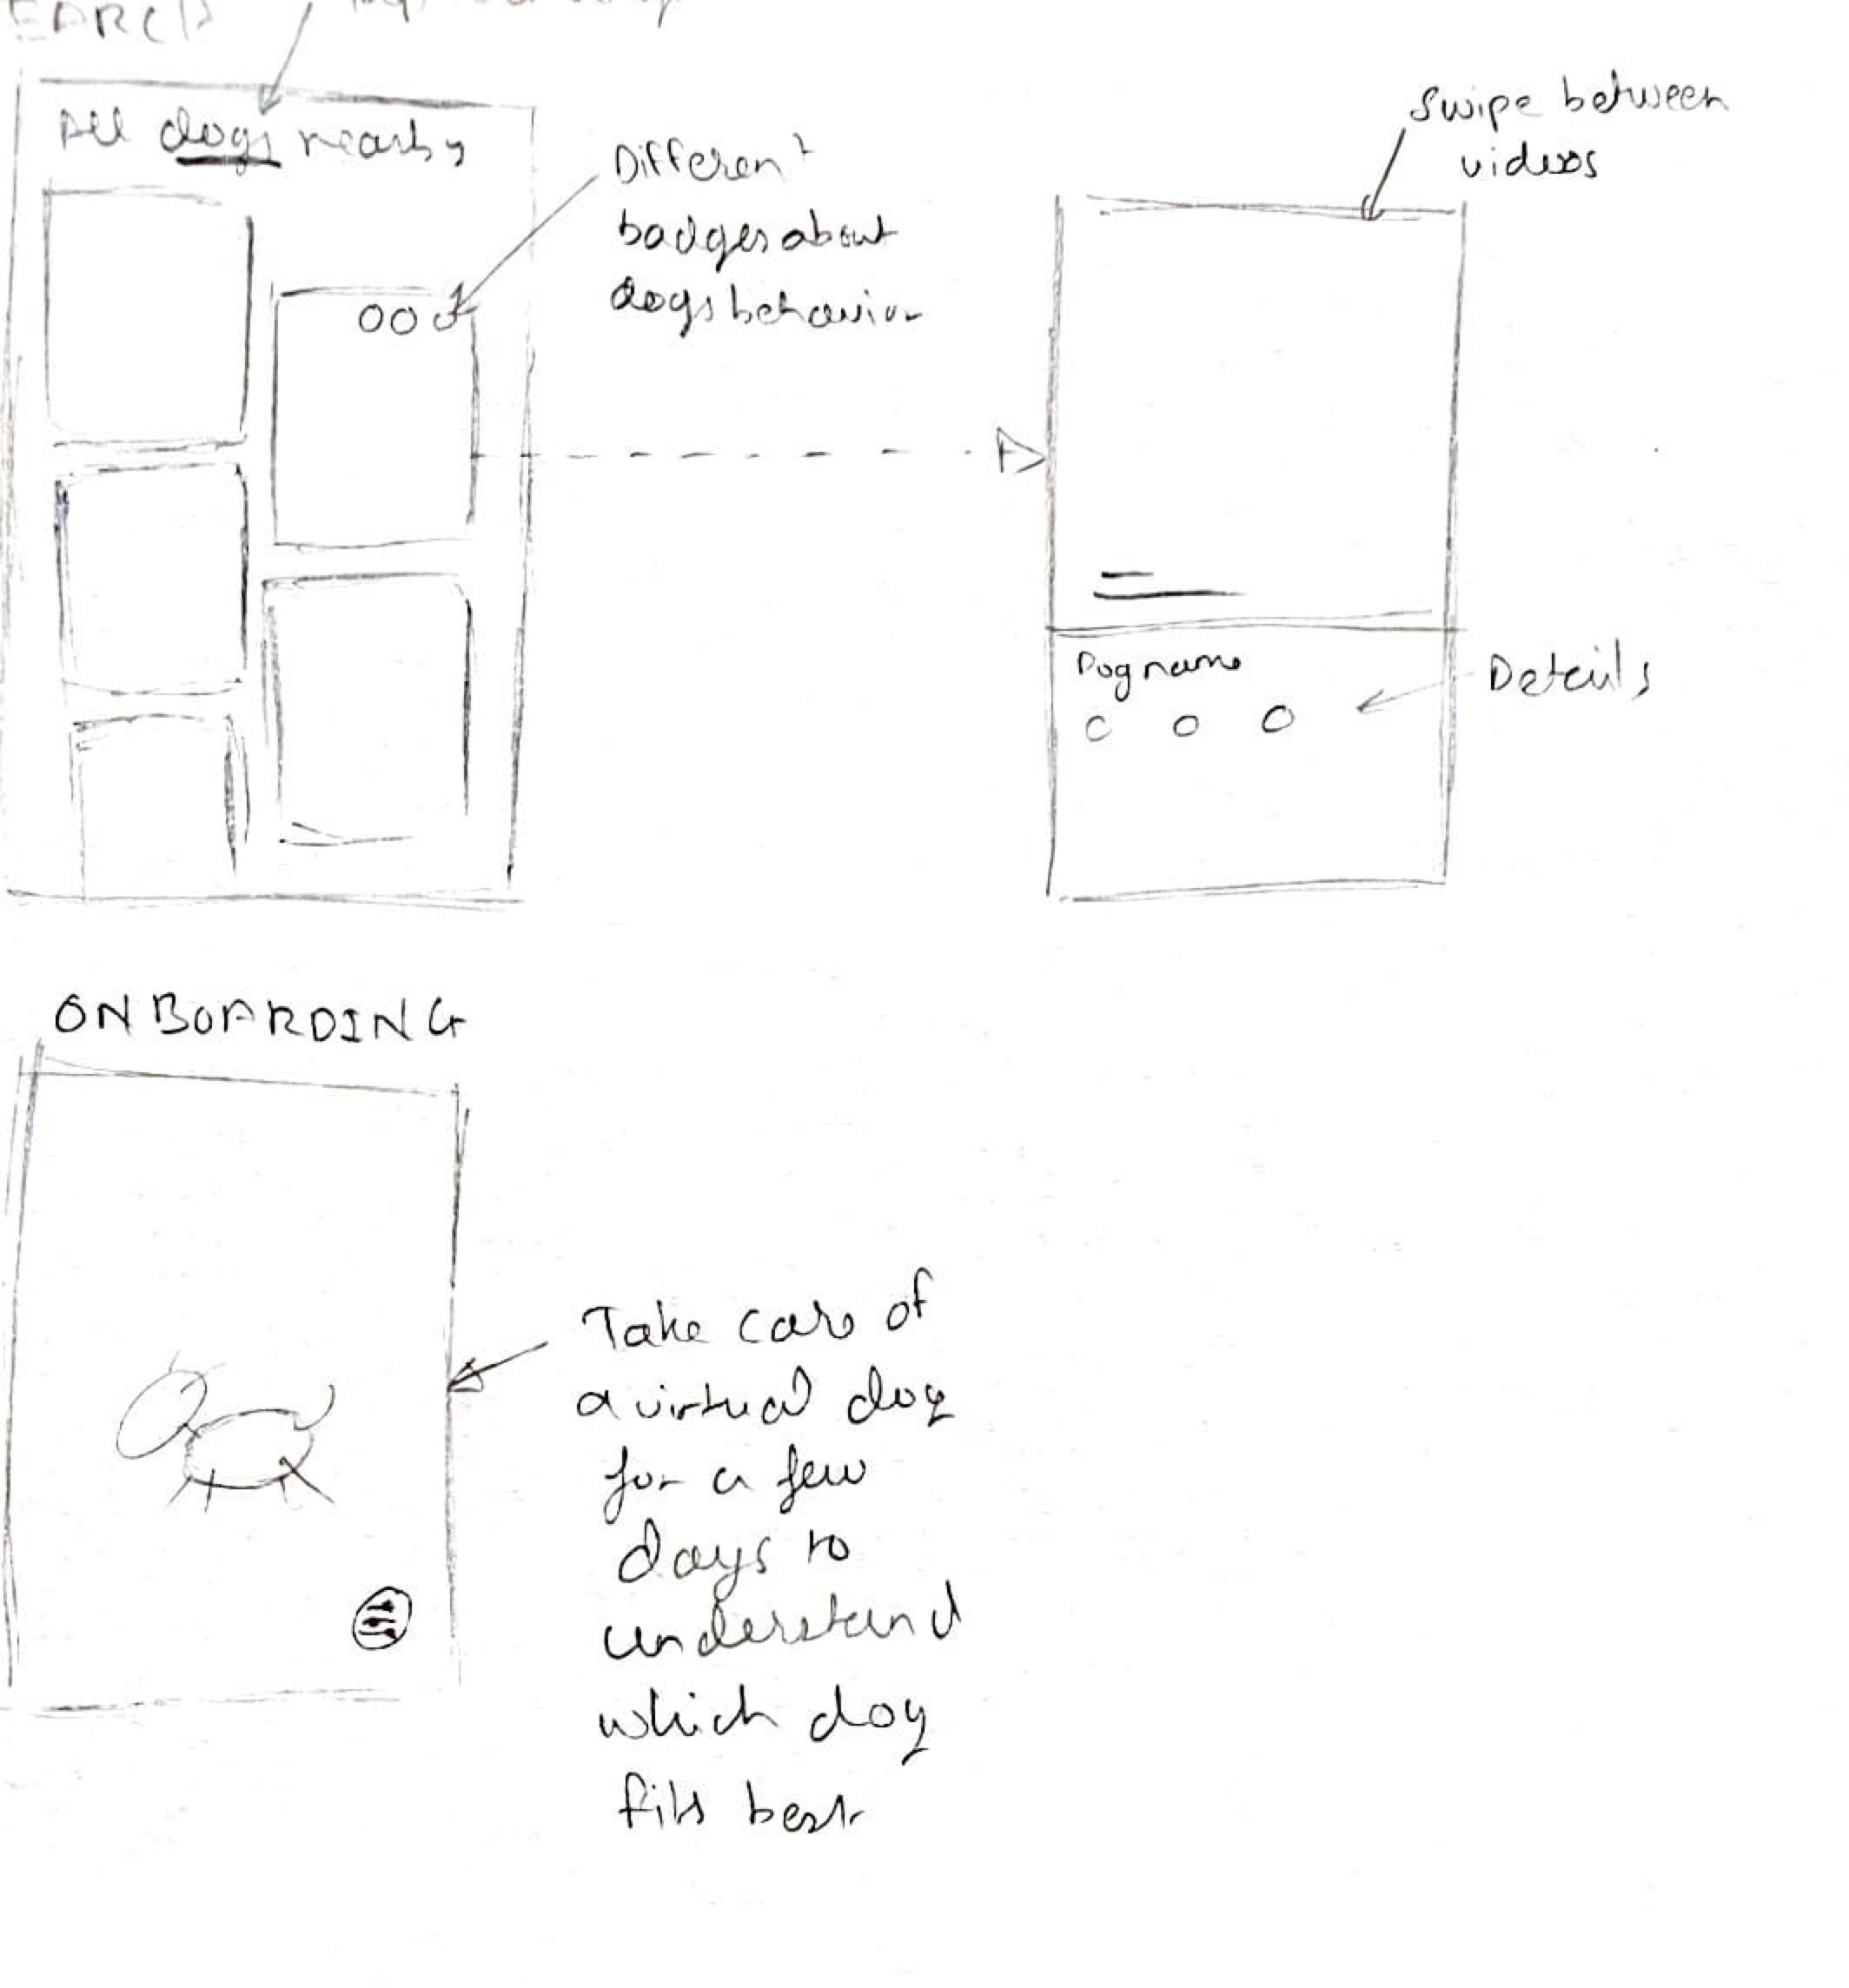 EARCH
All dogs nearby
Different
badges about
dogs behavior
Swipe between
videos
Dog name
Details
ONBOARDING
Take care of
a virtual dog
for a few
days to
understand
which dog
fits best